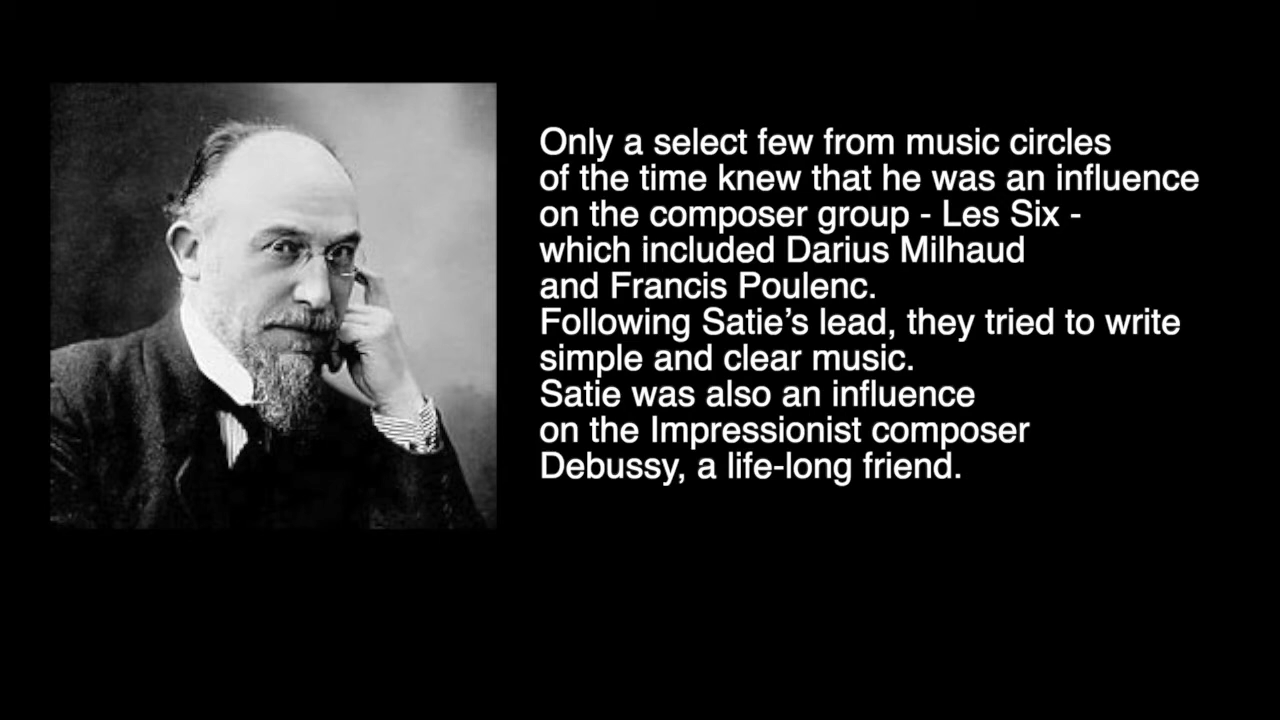 Only a select few from music circles
of the time knew that he was an influence
on the composer group - Les Six -
which included Darius Milhaud
and Francis Poulenc.
Following Satie’s lead, they tried to write
simple and clear music.
Satie was also an influence
on the Impressionist composer
Debussy, a life-long friend.